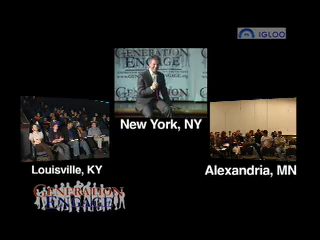 IGLOO
GENERATION
ENGAGE
New York, NY
Louisville, KY
Alexandria, MN
GENERATION
ENGAGE